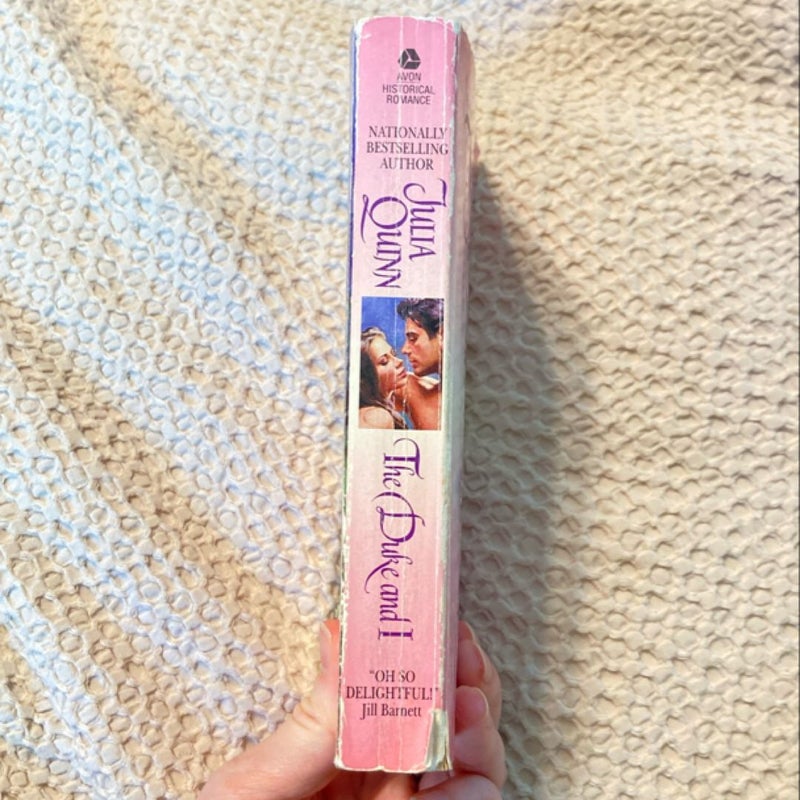 AVON
HISTORICAL
ROMANCE
NATIONALLY
BESTSELLING
AUTHOR
JULIA
QUINN
The Duke and I
"OH SO
DELIGHTFUL!"
Jill Barnett